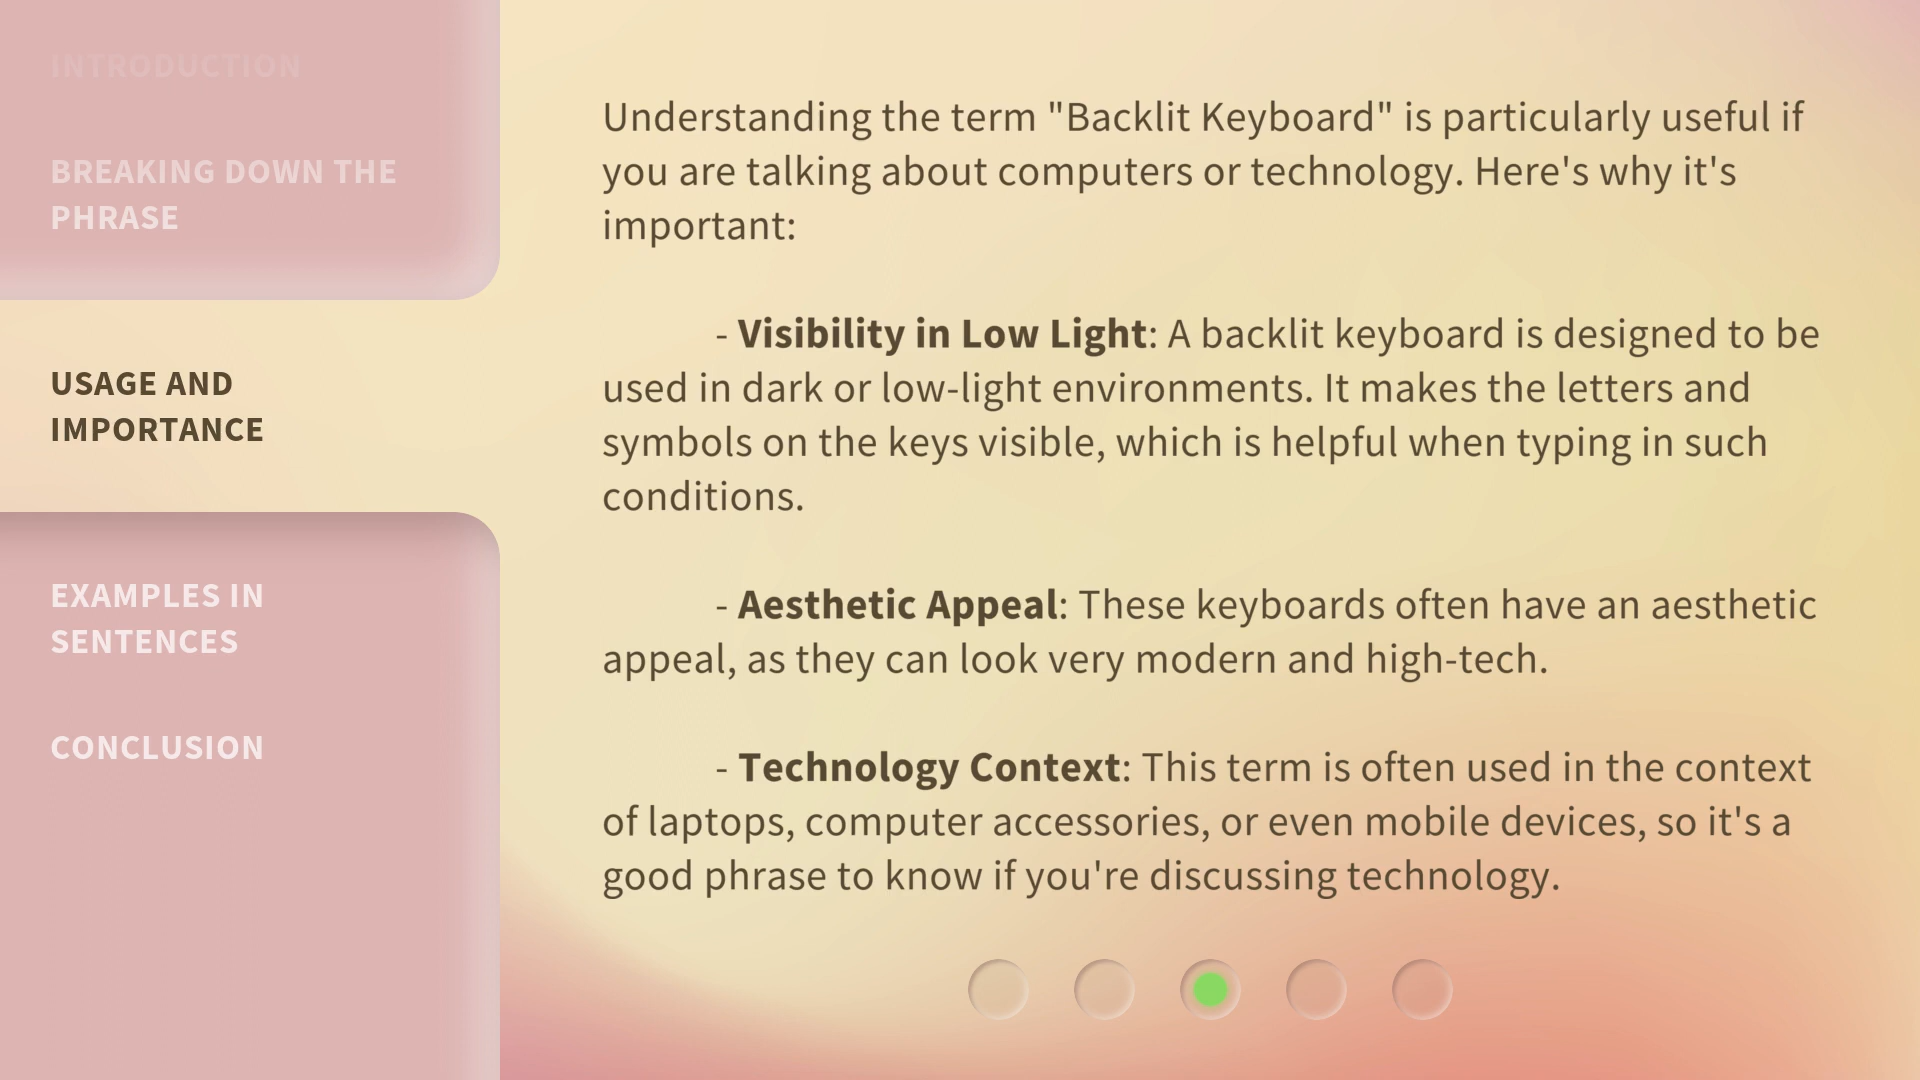 INTRODUCTION
BREAKING DOWN THE
PHRASE
USAGE AND
IMPORTANCE
EXAMPLES IN
SENTENCES
CONCLUSION
Understanding the term "Backlit Keyboard" is particularly useful if
you are talking about computers or technology. Here's why it's
important:
- Visibility in Low Light: A backlit keyboard is designed to be
used in dark or low-light environments. It makes the letters and
symbols on the keys visible, which is helpful when typing in such
conditions.
- Aesthetic Appeal: These keyboards often have an aesthetic
appeal, as they can look very modern and high-tech.
- Technology Context: This term is often used in the context
of laptops, computer accessories, or even mobile devices, so it's a
good phrase to know if you're discussing technology.